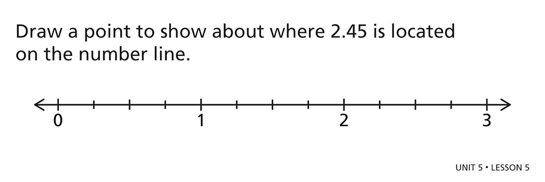 Draw a point to show about where 2.45 is located
on the number line.
0 1 2 3
UNIT 5 • LESSON 5